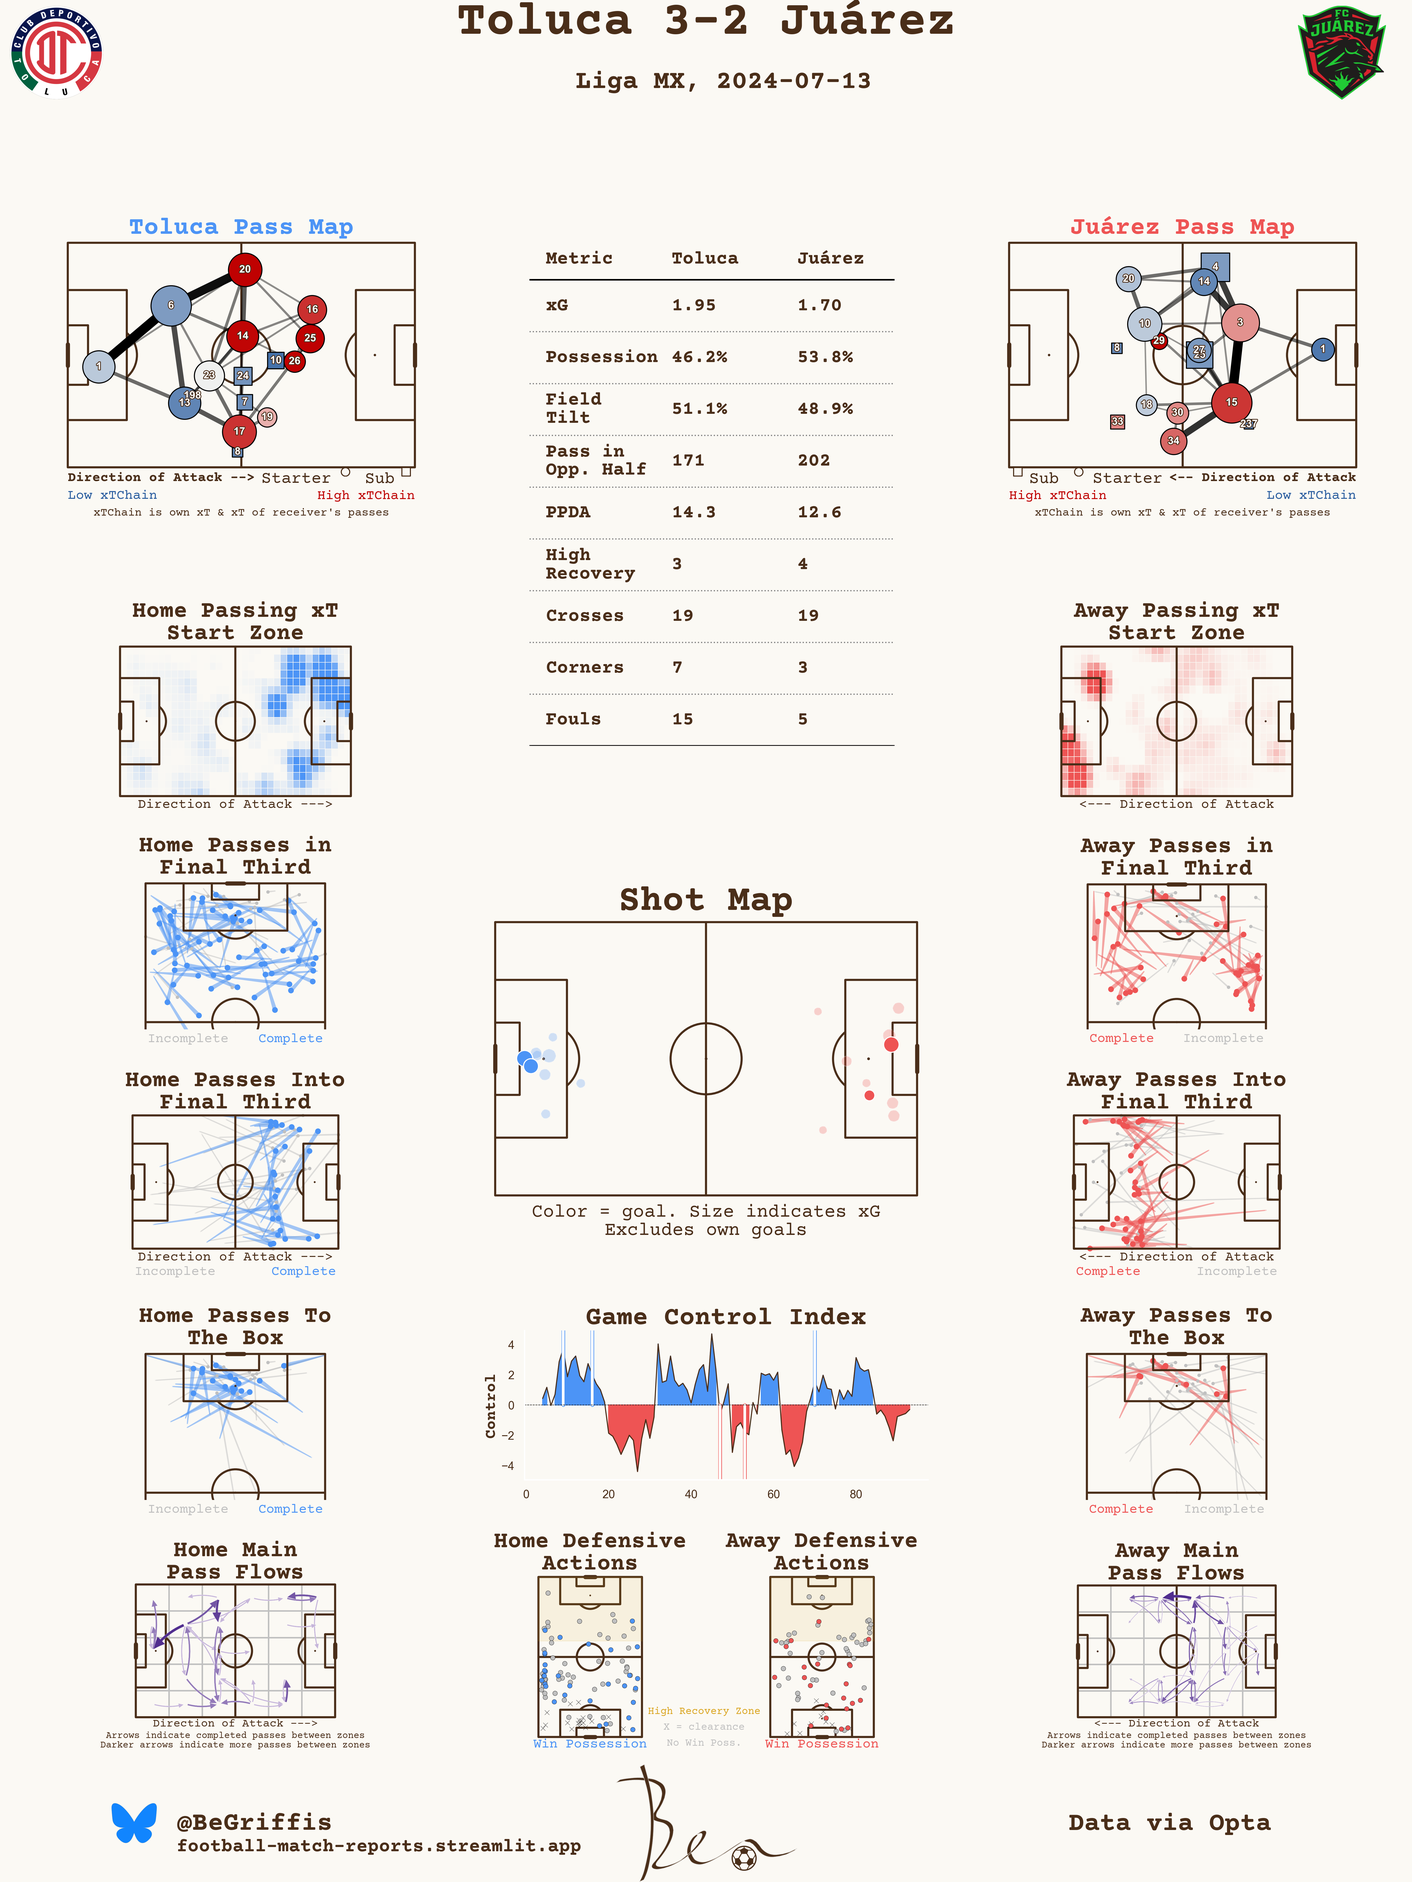 Toluca 3-2 Juárez
Liga MX, 2024-07-13
CLUB DEPORTIVO
TOLUCA
FC
JUÁREZ
Toluca Pass Map
20
6
16
14
25
26
10
1
23
24
198
13
7
19
17
8
Direction of Attack --> Starter Sub
Low xTChain High xTChain
xTChain is own xT & xT of receiver's passes
Metric Toluca Juárez
xG 1.95 1.70
Possession 46.2% 53.8%
Field
Tilt 51.1% 48.9%
Pass in
Opp. Half 171 202
PPDA 14.3 12.6
High
Recovery 3 4
Crosses 19 19
Corners 7 3
Fouls 15 5
Juárez Pass Map
4
20
14
10
3
29
8
27
1
18
30
15
33
237
34
Sub Starter <-- Direction of Attack
High xTChain Low xTChain
xTChain is own xT & xT of receiver's passes
Home Passing xT
Start Zone
Direction of Attack --->
Away Passing xT
Start Zone
<--- Direction of Attack
Home Passes in
Final Third
Incomplete Complete
Away Passes in
Final Third
Complete Incomplete
Shot Map
Color = goal. Size indicates xG
Excludes own goals
Home Passes Into
Final Third
Direction of Attack --->
Incomplete Complete
Away Passes Into
Final Third
<--- Direction of Attack
Complete Incomplete
Home Passes To
The Box
Incomplete Complete
Game Control Index
Control
4
2
0
−2
−4
0 20 40 60 80
Away Passes To
The Box
Complete Incomplete
Home Main
Pass Flows
Direction of Attack --->
Arrows indicate completed passes between zones
Darker arrows indicate more passes between zones
Home Defensive
Actions
Win Possession
High Recovery Zone
X = clearance
No Win Poss.
Away Defensive
Actions
Win Possession
Away Main
Pass Flows
<--- Direction of Attack
Arrows indicate completed passes between zones
Darker arrows indicate more passes between zones
@BeGriffis
football-match-reports.streamlit.app
Ben
Data via Opta